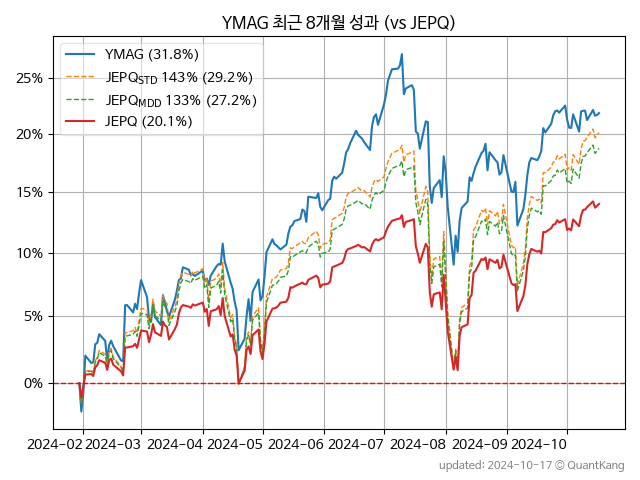 YMAG 최근 8개월 성과 (vs JEPQ)
YMAG (31.8%)
JEPQSTD 143% (29.2%)
JEPQMDD 133% (27.2%)
JEPQ (20.1%)
25%
20%
15%
10%
5%
0%
2024-02 2024-03 2024-04 2024-05 2024-06 2024-07 2024-08 2024-09 2024-10
updated: 2024-10-17 © QuantKang